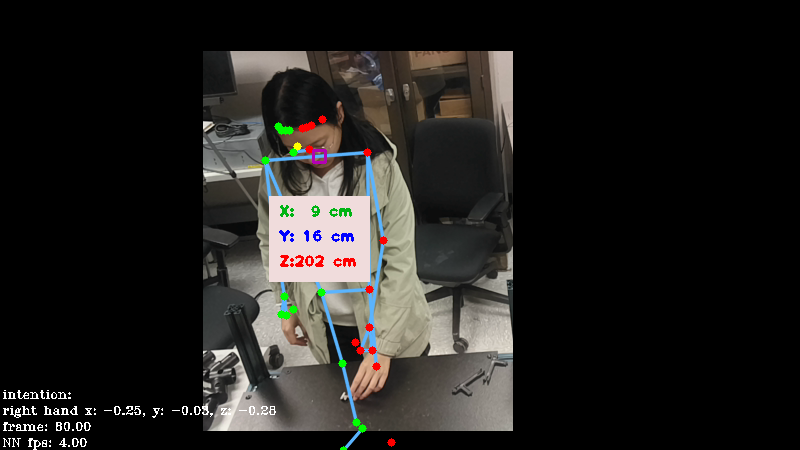 X: 9 cm
Y: 16 cm
Z:202 cm
intention:
right hand x: -0.25, y: -0.03, z: -0.28
frame: 80.00
NN fps: 4.00